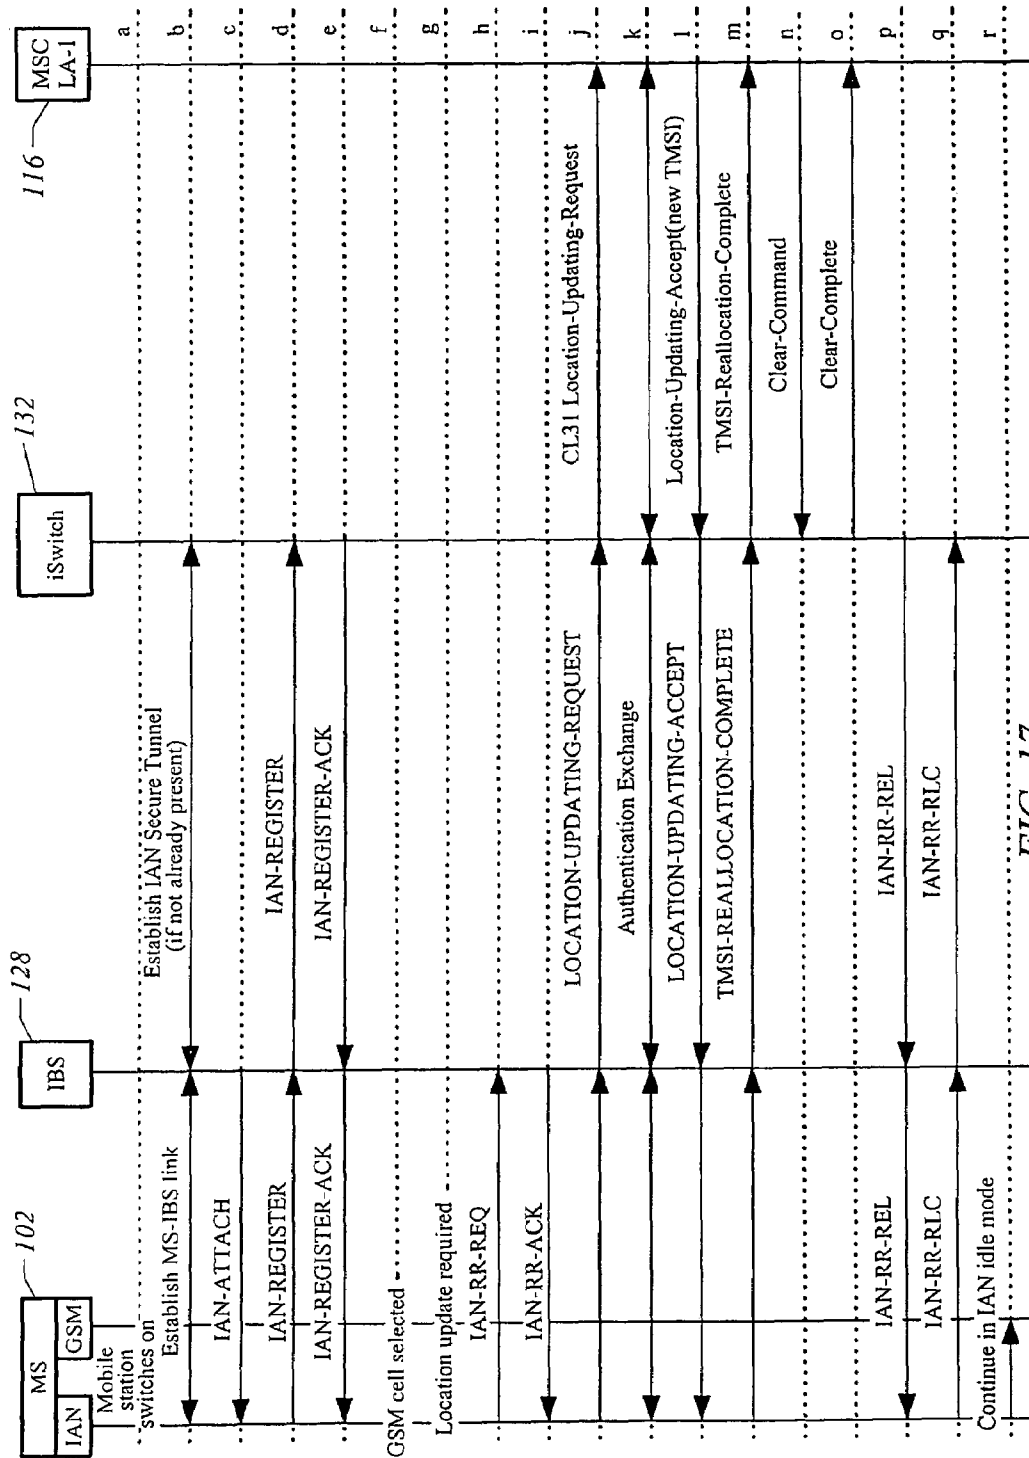 MS
IAN
GSM
102
IBS
128
iSwitch
132
MSC
LA-1
116
Mobile
station
switches on
a
Establish MS-IBS link
Establish IAN Secure Tunnel
(if not already present)
b
IAN-ATTACH
c
IAN-REGISTER
IAN-REGISTER
d
IAN-REGISTER-ACK
IAN-REGISTER-ACK
e
GSM cell selected
f
Location update required
g
IAN-RR-REQ
h
IAN-RR-ACK
i
LOCATION-UPDATING-REQUEST
CL31 Location-Updating-Request
j
Authentication Exchange
k
LOCATION-UPDATING-ACCEPT
Location-Updating-Accept(new TMSI)
l
TMSI-REALLOCATION-COMPLETE
TMSI-Reallocation-Complete
m
Clear-Command
n
Clear-Complete
o
IAN-RR-REL
IAN-RR-REL
p
IAN-RR-RLC
IAN-RR-RLC
q
Continue in IAN idle mode
r
FIG. 17